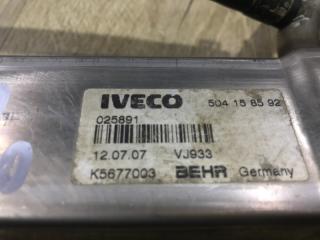 IVECO 504 15 85 92
025891
12.07.07 VJ933
K5677003 BEHR Germany